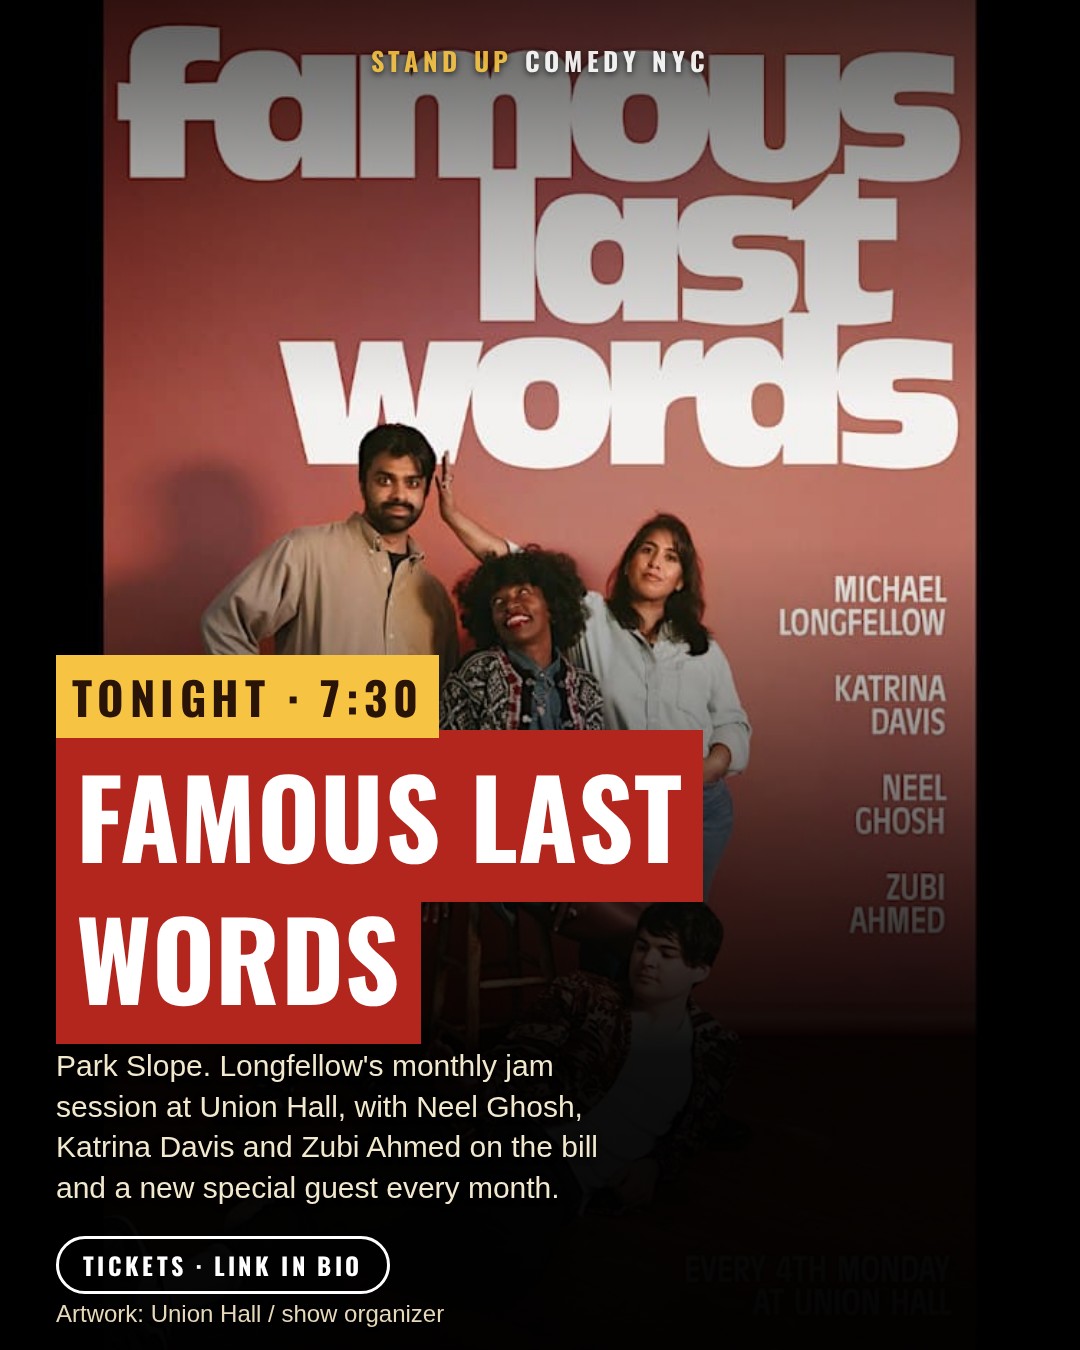 STAND UP COMEDY NYC
famous
last
words
MICHAEL
LONGFELLOW
KATRINA
DAVIS
NEEL
GHOSH
ZUBI
AHMED
TONIGHT · 7:30
FAMOUS LAST
WORDS
Park Slope. Longfellow's monthly jam
session at Union Hall, with Neel Ghosh,
Katrina Davis and Zubi Ahmed on the bill
and a new special guest every month.
EVERY 4TH MONDAY
AT UNION HALL
TICKETS · LINK IN BIO
Artwork: Union Hall / show organizer